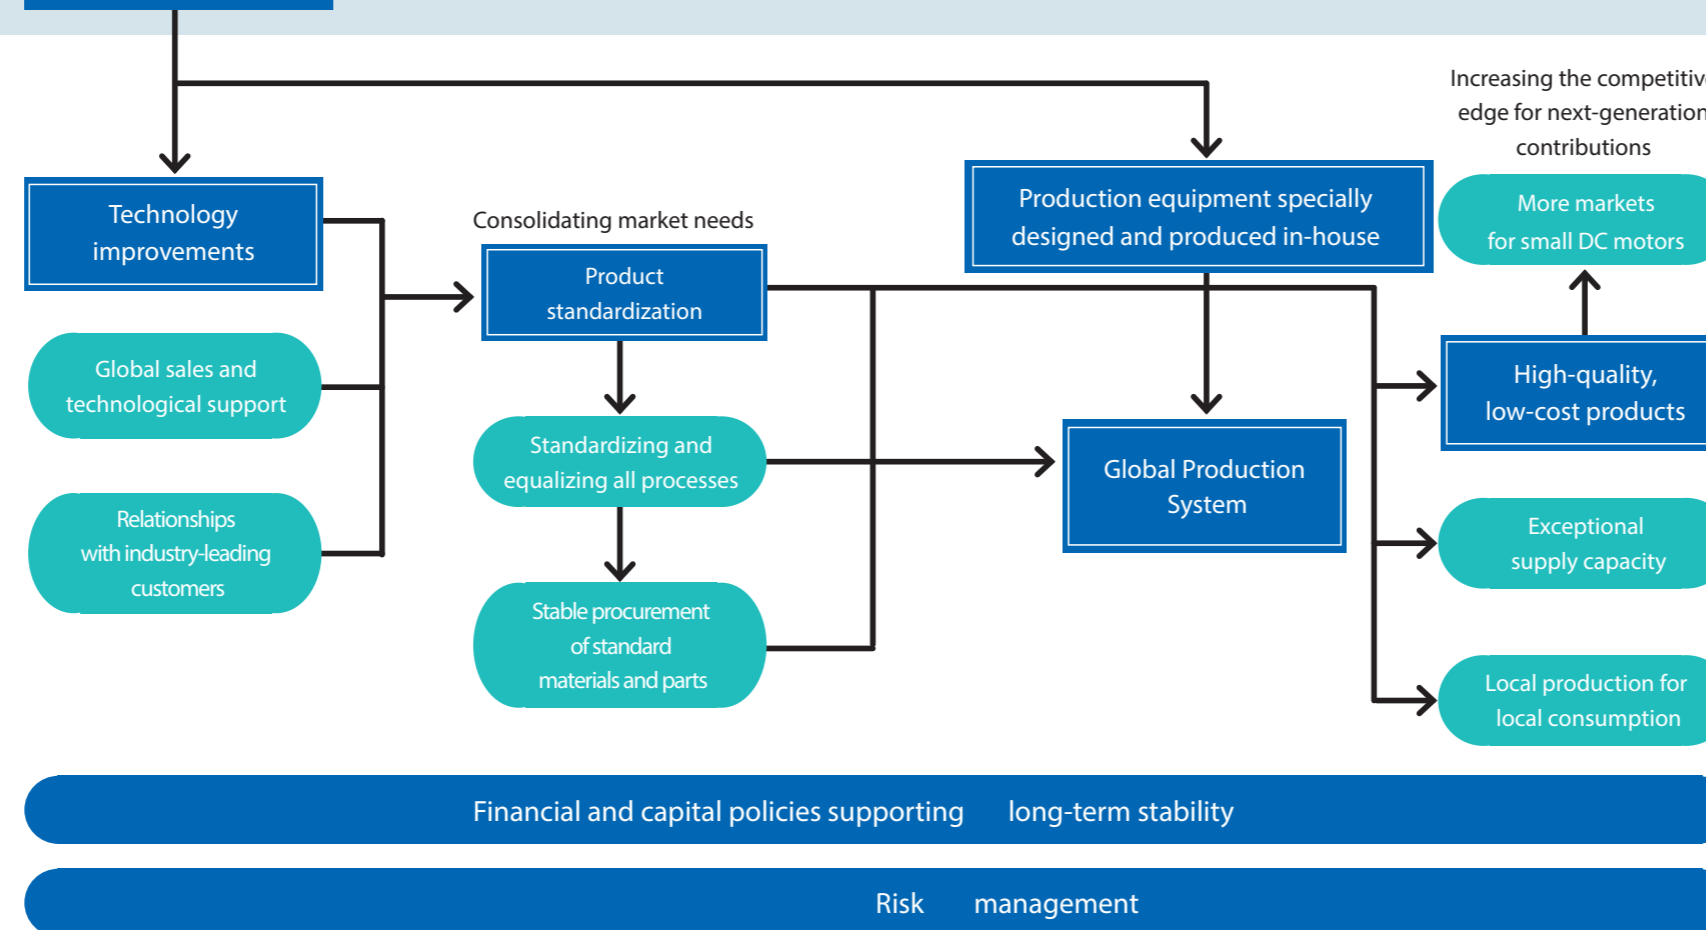 Increasing the competitive
edge for next-generation
contributions
Technology
improvements
Consolidating market needs
Product
standardization
Production equipment specially
designed and produced in-house
More markets
for small DC motors
Global sales and
technological support
Standardizing and
equalizing all processes
Global Production
System
High-quality,
low-cost products
Relationships
with industry-leading
customers
Stable procurement
of standard
materials and parts
Exceptional
supply capacity
Local production for
local consumption
Financial and capital policies supporting long-term stability
Risk management